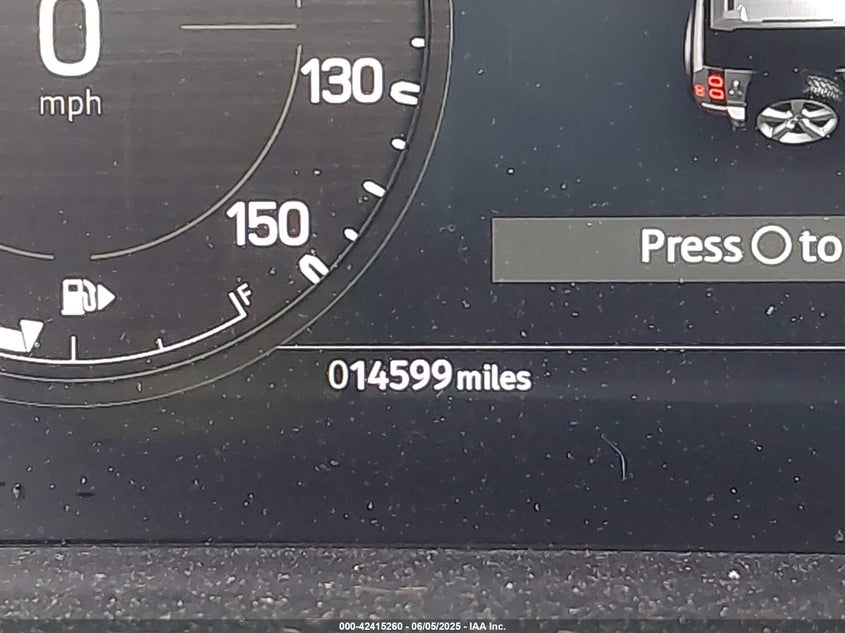 0
mph
130
150
F
Press O to
014599 miles
000-42415260 - 06/05/2025 - IAA Inc.